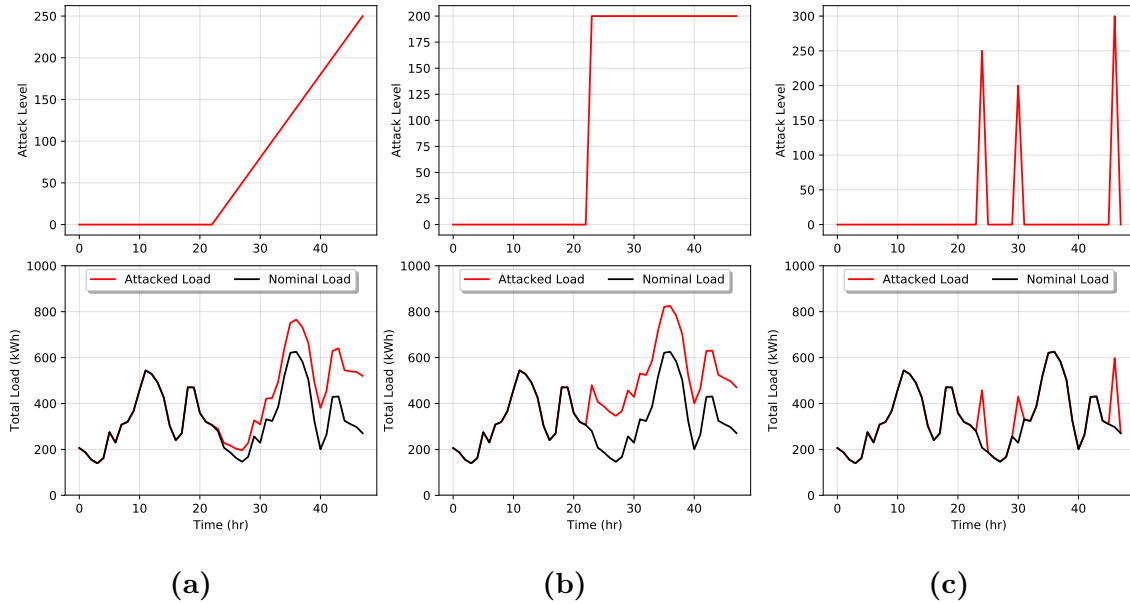 250
200
150
100
50
0
Attack Level
0 10 20 30 40
200
175
150
125
100
75
50
25
0
Attack Level
0 10 20 30 40
300
250
200
150
100
50
0
Attack Level
0 10 20 30 40
1000
800
600
400
200
0
Total Load (kWh)
Attacked Load Nominal Load
0 10 20 30 40
Time (hr)
1000
800
600
400
200
0
Total Load (kWh)
Attacked Load Nominal Load
0 10 20 30 40
Time (hr)
1000
800
600
400
200
0
Total Load (kWh)
Attacked Load Nominal Load
0 10 20 30 40
Time (hr)
(a) (b) (c)